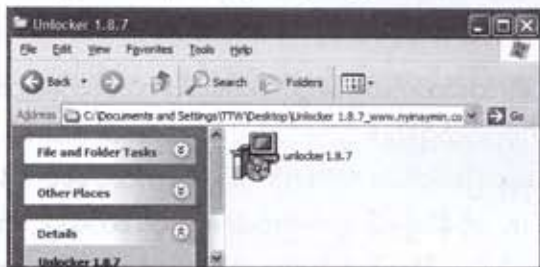 Unlocker 1.8.7
File Edit View Favorites Tools Help
Back Search Folders
Address C:\Documents and Settings\TTW\Desktop\Unlocker 1.8.7_www.nyinaymin.co Go
File and Folder Tasks
unlocker 1.8.7
Other Places
Details
Unlocker 1.8.7